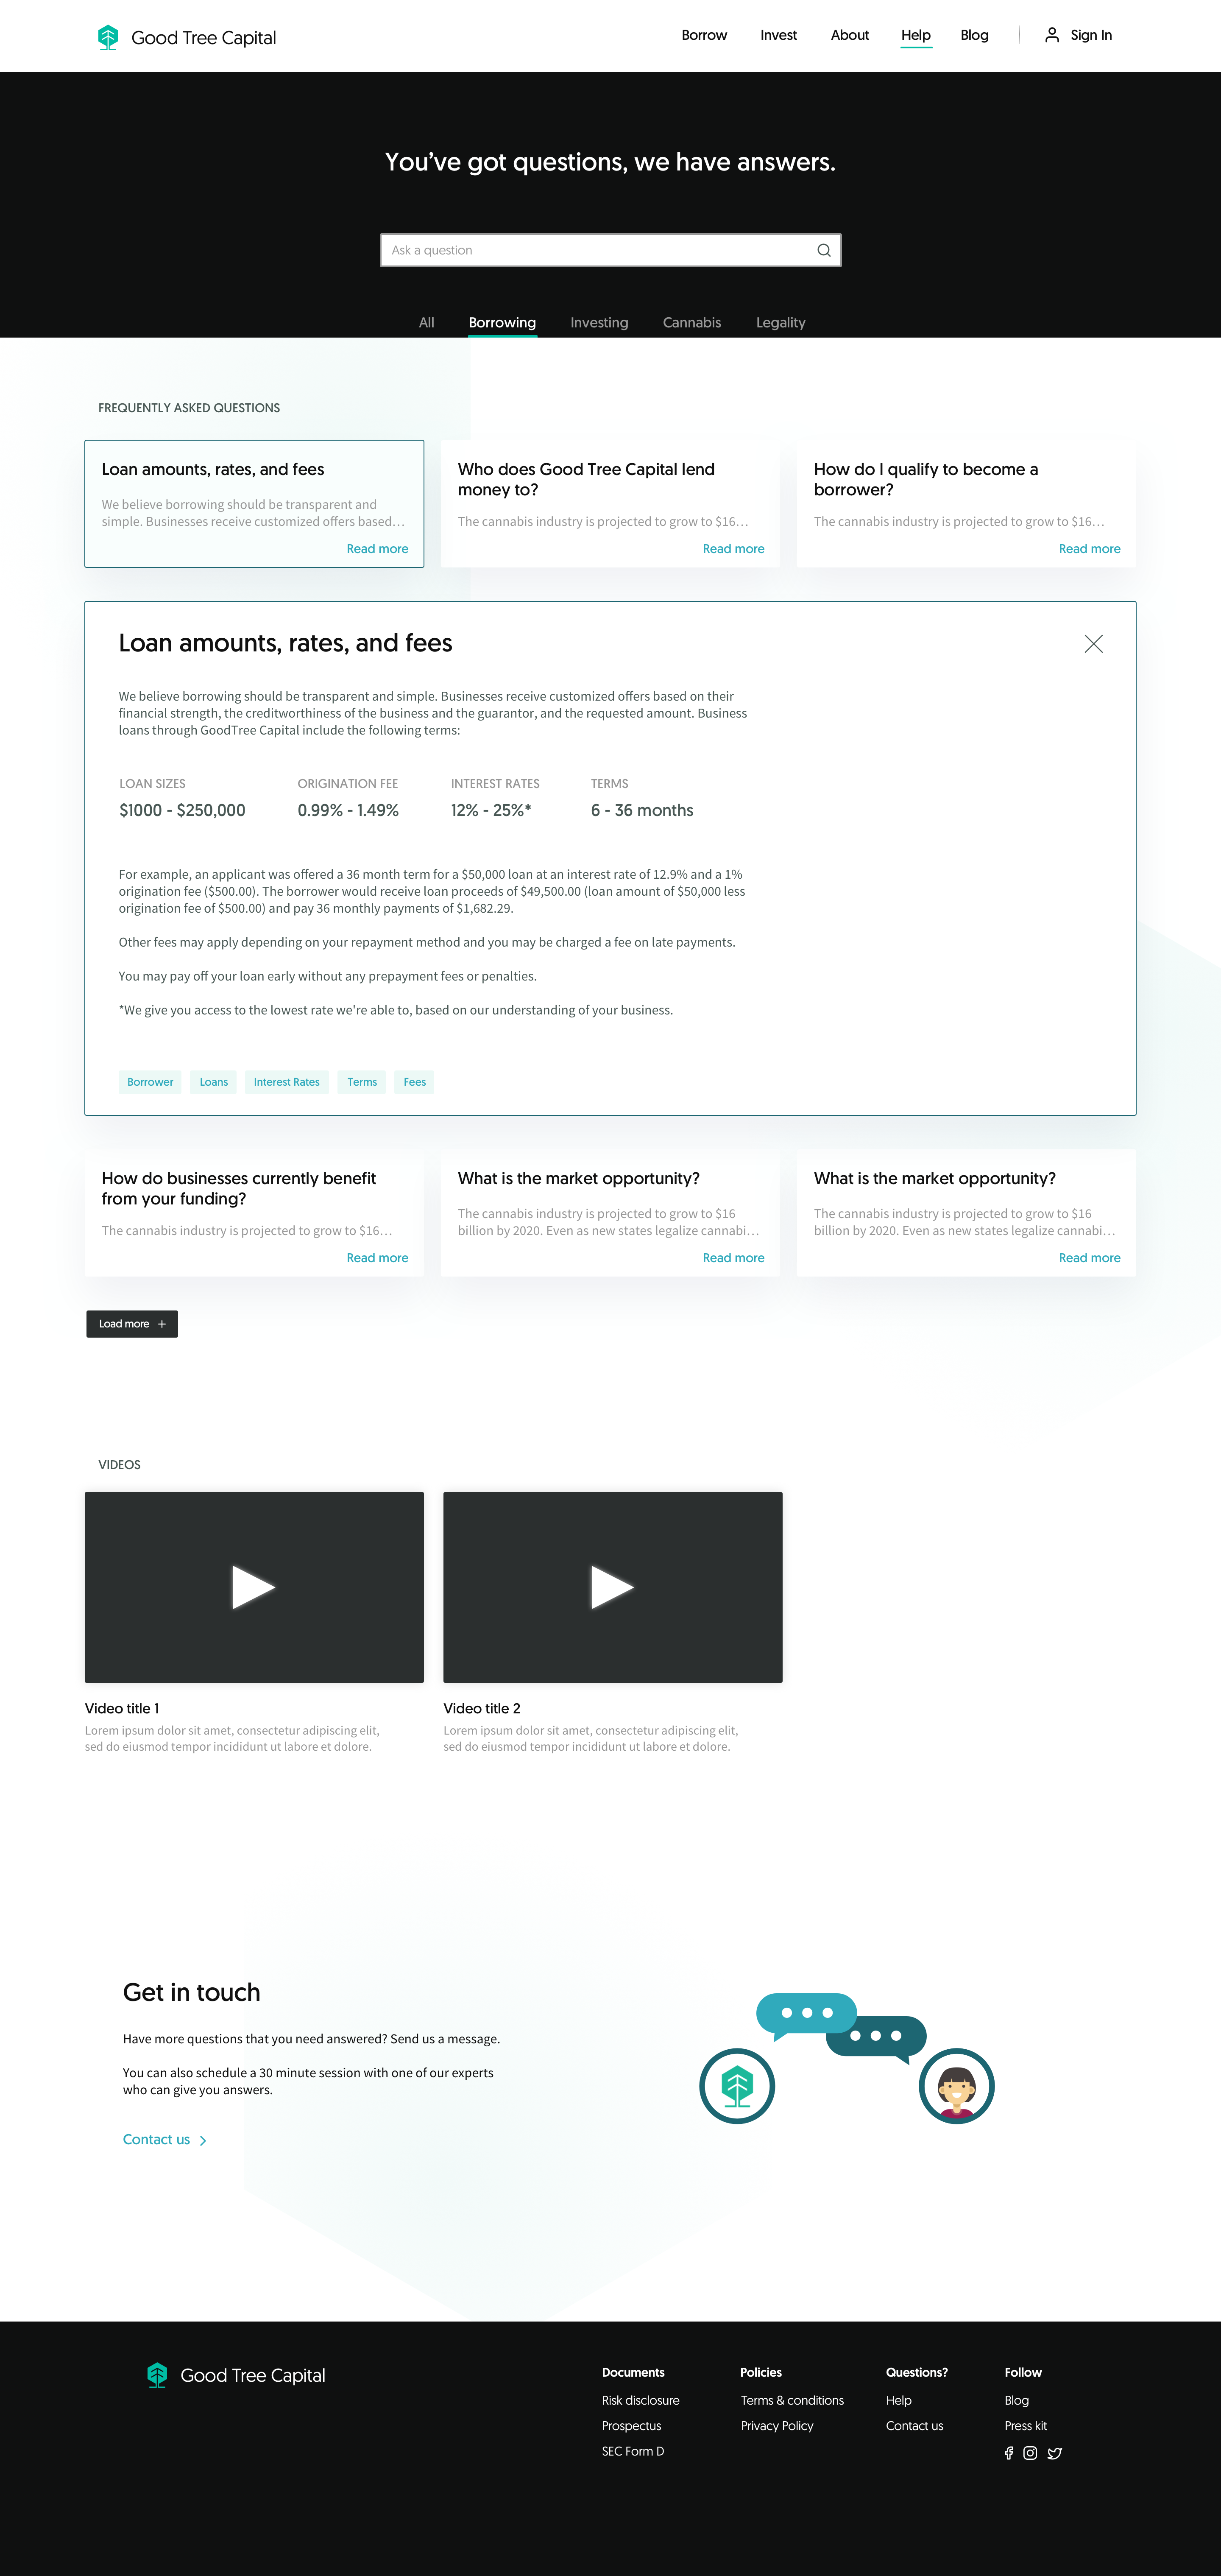 Good Tree Capital
Borrow Invest About Help Blog Sign In
You’ve got questions, we have answers.
Ask a question
All Borrowing Investing Cannabis Legality
FREQUENTLY ASKED QUESTIONS
Loan amounts, rates, and fees
We believe borrowing should be transparent and
simple. Businesses receive customized offers based…
Read more
Who does Good Tree Capital lend
money to?
The cannabis industry is projected to grow to $16…
Read more
How do I qualify to become a
borrower?
The cannabis industry is projected to grow to $16…
Read more
Loan amounts, rates, and fees
We believe borrowing should be transparent and simple. Businesses receive customized offers based on their
financial strength, the creditworthiness of the business and the guarantor, and the requested amount. Business
loans through GoodTree Capital include the following terms:
LOAN SIZES ORIGINATION FEE INTEREST RATES TERMS
$1000 - $250,000 0.99% - 1.49% 12% - 25%* 6 - 36 months
For example, an applicant was offered a 36 month term for a $50,000 loan at an interest rate of 12.9% and a 1%
origination fee ($500.00). The borrower would receive loan proceeds of $49,500.00 (loan amount of $50,000 less
origination fee of $500.00) and pay 36 monthly payments of $1,682.29.
Other fees may apply depending on your repayment method and you may be charged a fee on late payments.
You may pay off your loan early without any prepayment fees or penalties.
*We give you access to the lowest rate we're able to, based on our understanding of your business.
Borrower Loans Interest Rates Terms Fees
How do businesses currently benefit
from your funding?
The cannabis industry is projected to grow to $16…
Read more
What is the market opportunity?
The cannabis industry is projected to grow to $16
billion by 2020. Even as new states legalize cannabi…
Read more
What is the market opportunity?
The cannabis industry is projected to grow to $16
billion by 2020. Even as new states legalize cannabi…
Read more
Load more +
VIDEOS
Video title 1
Lorem ipsum dolor sit amet, consectetur adipiscing elit,
sed do eiusmod tempor incididunt ut labore et dolore.
Video title 2
Lorem ipsum dolor sit amet, consectetur adipiscing elit,
sed do eiusmod tempor incididunt ut labore et dolore.
Get in touch
Have more questions that you need answered? Send us a message.
You can also schedule a 30 minute session with one of our experts
who can give you answers.
Contact us
Good Tree Capital
Documents
Risk disclosure
Prospectus
SEC Form D
Policies
Terms & conditions
Privacy Policy
Questions?
Help
Contact us
Follow
Blog
Press kit